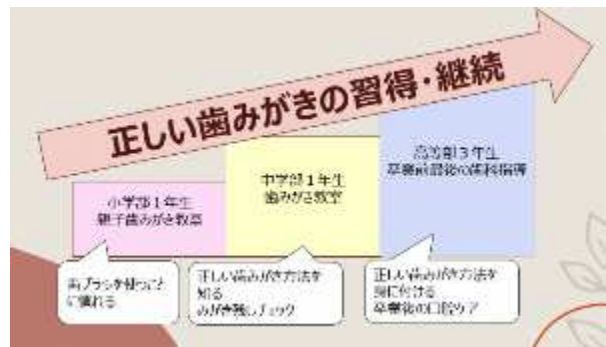 正しい歯みがきの習得・継続
小学部1年生
親子歯みがき教室
中学部1年生
歯みがき教室
高等部3年生
卒業前最後の歯科指導
歯ブラシを使うこと
に慣れる
正しい歯みがき方法を
知る
みがき残しチェック
正しい歯みがき方法を
身に付ける
卒業後の口腔ケア